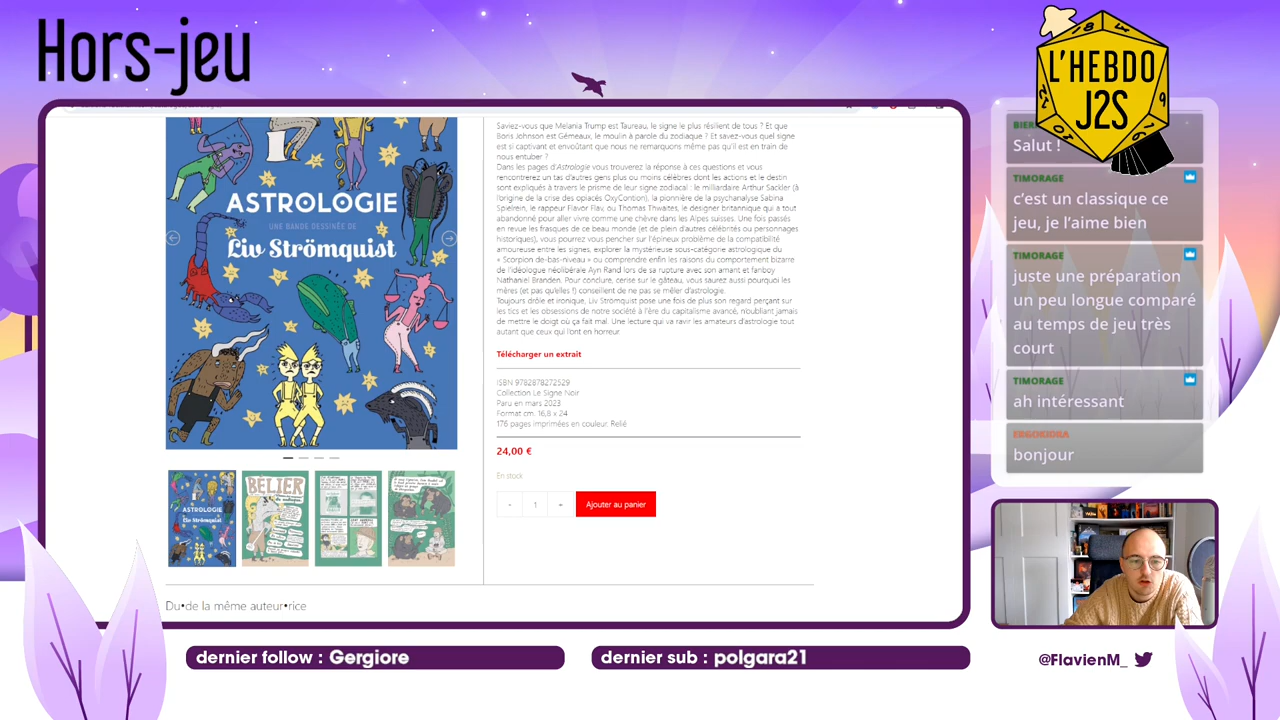 Hors-jeu
L'HEBDO
J2S
ASTROLOGIE
UNE BANDE DESSINÉE DE
Liv Strömquist
Saviez-vous que Melania Trump est Taureau, le signe le plus résilient de tous ? Et que
Boris Johnson est Gémeaux, le moulin à parole du zodiaque ? Et savez-vous quel signe
est si captivant et envoûtant que nous ne remarquons même pas qu'il est en train de
nous entuber ?
Dans les pages d'Astrologie vous trouverez la réponse à ces questions et vous
rencontrerez un tas d'autres gens plus ou moins célèbres dont les actions et le destin
sont expliqués à travers le prisme de leur signe zodiacal : le milliardaire Arthur Sackler (à
l'origine de la crise des opiacés OxyContion), la pionnière de la psychanalyse Sabina
Spielrein, le rappeur Flavor Flav, ou Thomas Thwaites, le designer britannique qui a tout
abandonné pour aller vivre comme une chèvre dans les Alpes suisses. Une fois passés
en revue les frasques de ce beau monde (et de plein d'autres célébrités ou personnages
historiques), vous pourrez vous pencher sur l'épineux problème de la compatibilité
amoureuse entre les signes, explorer la mystérieuse sous-catégorie astrologique du
« Scorpion de-bas-niveau » ou comprendre enfin les raisons du comportement bizarre
de l'idéologue néolibérale Ayn Rand lors de sa rupture avec son amant et fanboy
Nathaniel Branden. Pour conclure, cerise sur le gâteau, vous saurez aussi pourquoi les
mères (et pas qu'elles !) conseillent de ne pas se mêler d'astrologie.
Toujours drôle et ironique, Liv Strömquist pose une fois de plus son regard perçant sur
les tics et les obsessions de notre société à l'ère du capitalisme avancé, n'oubliant jamais
de mettre le doigt où ça fait mal. Une lecture qui va ravir les amateurs d'astrologie tout
autant que ceux qui l'ont en horreur.
Télécharger un extrait
ISBN 9782878272529
Collection Le Signe Noir
Paru en mars 2023
Format cm. 16,8 x 24
176 pages imprimées en couleur. Relié
24,00 €
En stock
- 1 + Ajouter au panier
ASTROLOGIE
Liv Strömquist
BÉLIER
Du•de la même auteur•rice
Salut !
TIMORAGE
c'est un classique ce
jeu, je l'aime bien
TIMORAGE
juste une préparation
un peu longue comparé
au temps de jeu très
court
TIMORAGE
ah intéressant
ERGOKIORA
bonjour
dernier follow : Gergiore
dernier sub : polgara21
@FlavienM_